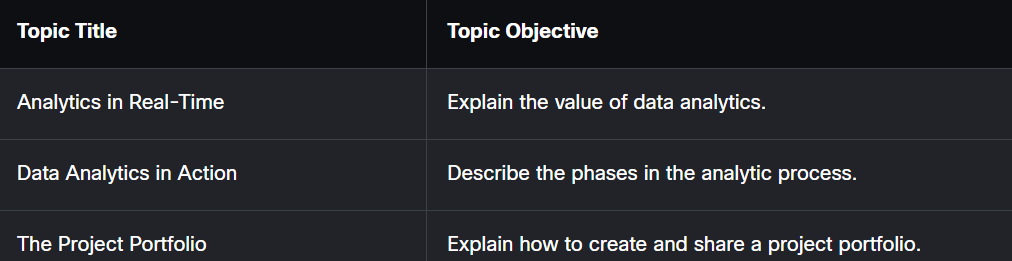 Topic Title Topic Objective
Analytics in Real-Time Explain the value of data analytics.
Data Analytics in Action Describe the phases in the analytic process.
The Project Portfolio Explain how to create and share a project portfolio.